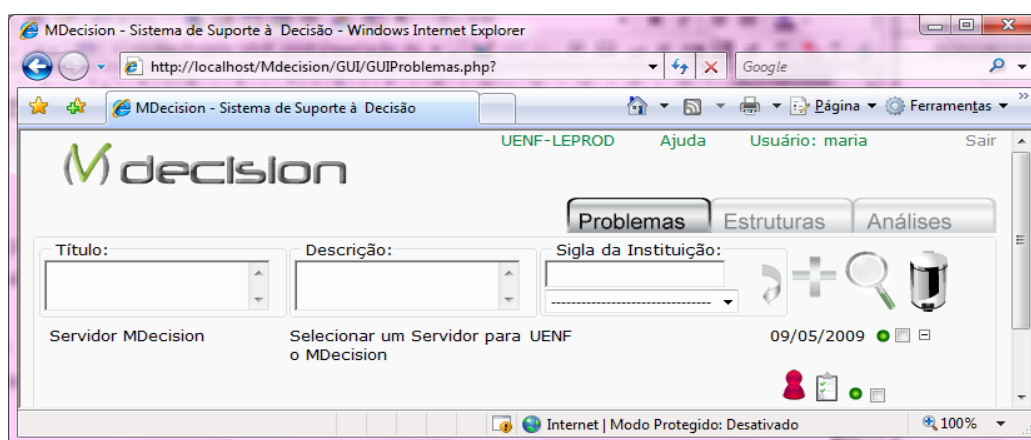 MDecision - Sistema de Suporte à Decisão - Windows Internet Explorer
http://localhost/Mdecision/GUI/GUIProblemas.php?
Google
MDecision - Sistema de Suporte à Decisão
Página
Ferramentas
UENF-LEPROD Ajuda Usuário: maria Sair
Mdecision
Problemas Estruturas Análises
Título: Descrição: Sigla da Instituição:
--------------------------------
Servidor MDecision Selecionar um Servidor para UENF 09/05/2009
o MDecision
Internet | Modo Protegido: Desativado 100%